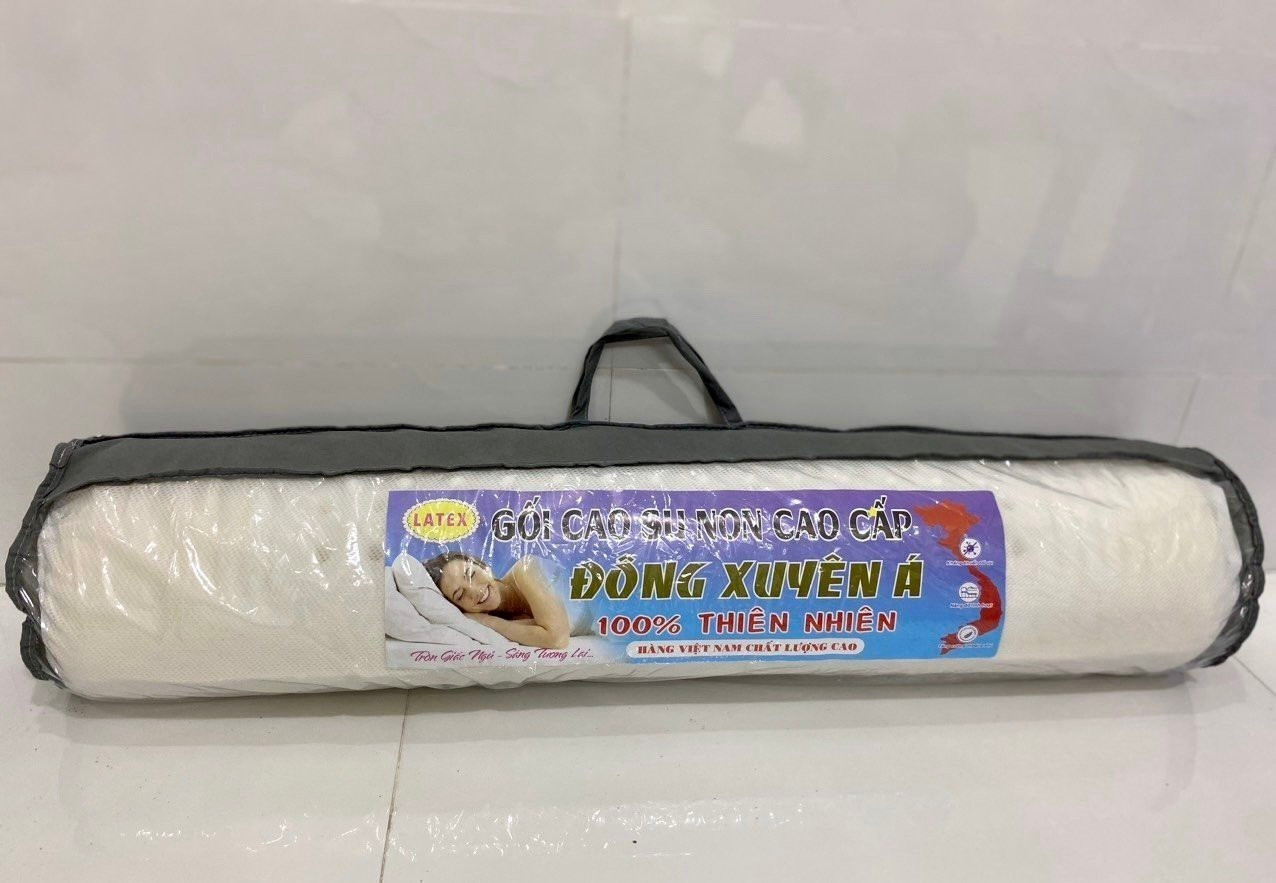 LATEX
GỐI CAO SU NON CAO CẤP
ĐÔNG XUYÊN Á
100% THIÊN NHIÊN
HÀNG VIỆT NAM CHẤT LƯỢNG CAO
Tròn Giấc Ngủ - Sáng Tương Lai...